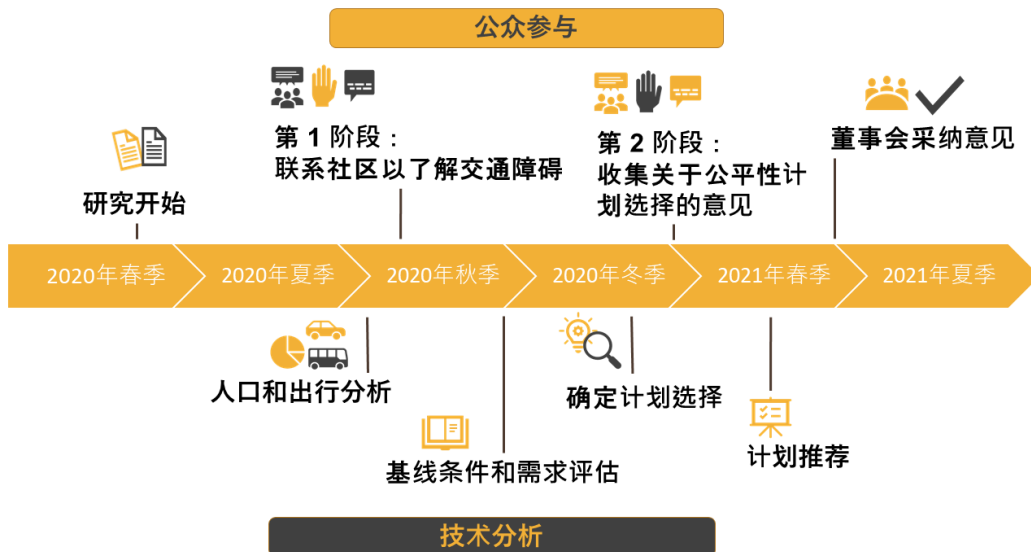 公众参与
研究开始
第 1 阶段：
联系社区以了解交通障碍
第 2 阶段：
收集关于公平性计
划选择的意见
董事会采纳意见
2020年春季
2020年夏季
2020年秋季
2020年冬季
2021年春季
2021年夏季
人口和出行分析
基线条件和需求评估
确定计划选择
计划推荐
技术分析